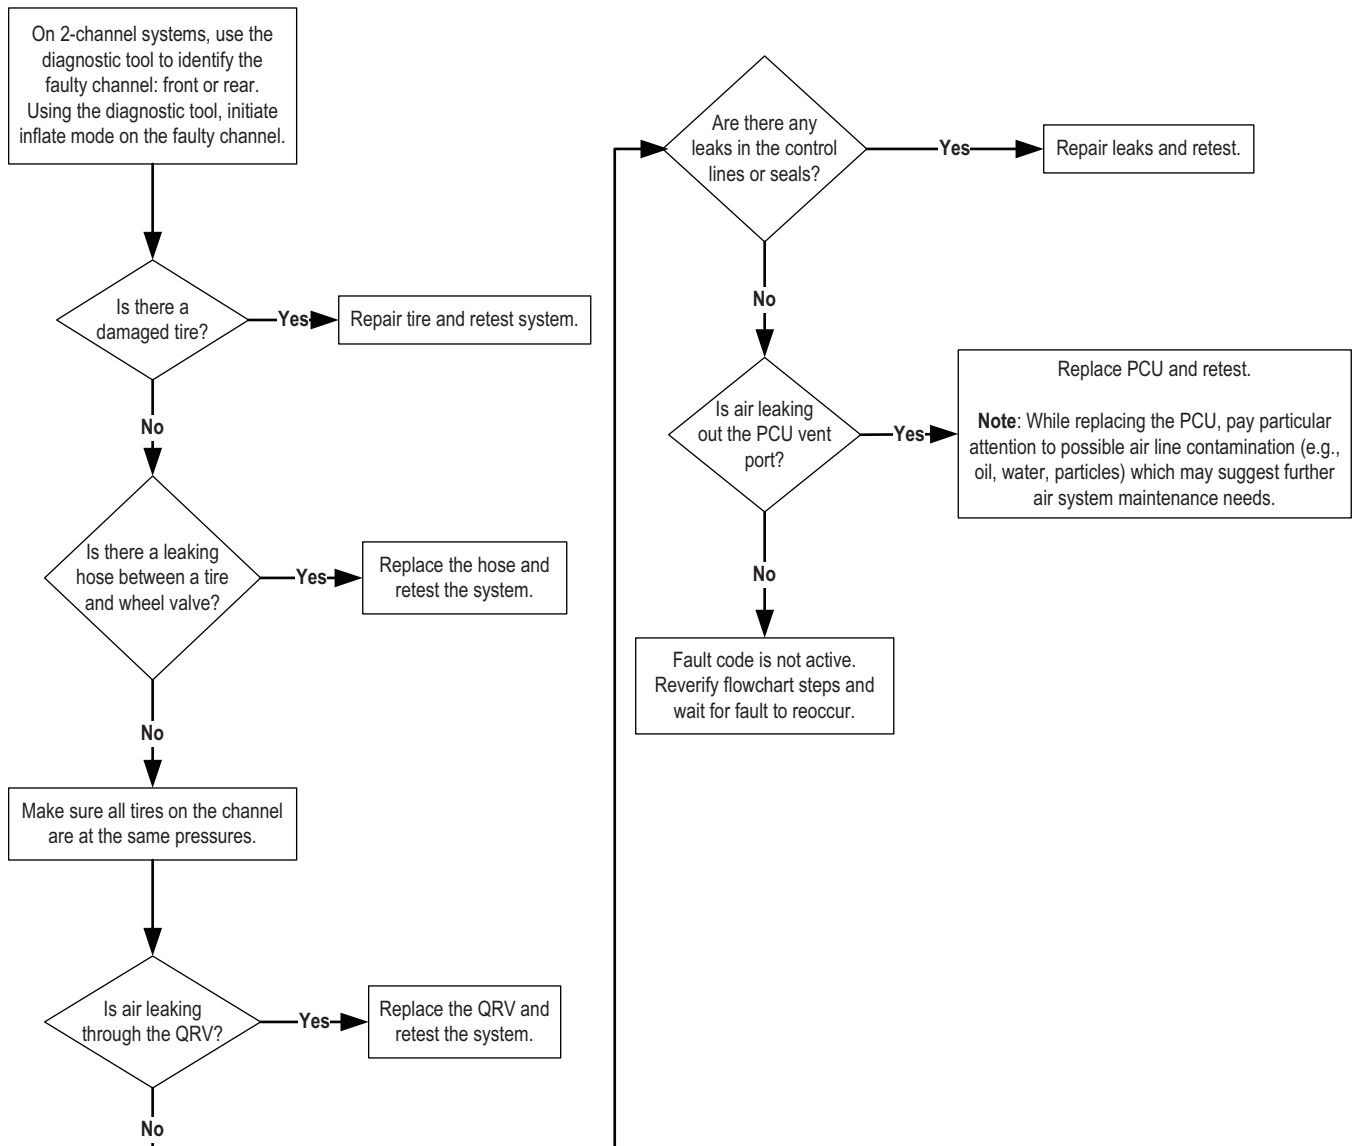 On 2-channel systems, use the
diagnostic tool to identify the
faulty channel: front or rear.
Using the diagnostic tool, initiate
inflate mode on the faulty channel.
Is there a
damaged tire?
Yes
Repair tire and retest system.
No
Is there a leaking
hose between a tire
and wheel valve?
Yes
Replace the hose and
retest the system.
No
Make sure all tires on the channel
are at the same pressures.
Is air leaking
through the QRV?
Yes
Replace the QRV and
retest the system.
No
Are there any
leaks in the control
lines or seals?
Yes
Repair leaks and retest.
No
Is air leaking
out the PCU vent
port?
Yes
Replace PCU and retest.
Note: While replacing the PCU, pay particular
attention to possible air line contamination (e.g.,
oil, water, particles) which may suggest further
air system maintenance needs.
No
Fault code is not active.
Reverify flowchart steps and
wait for fault to reoccur.